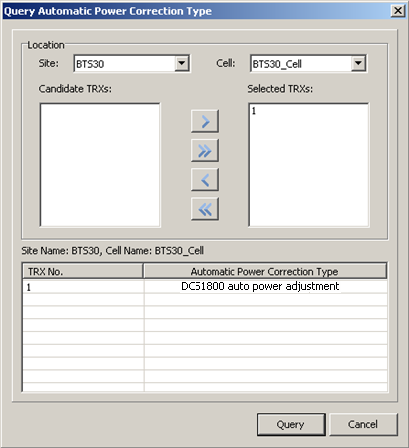 Query Automatic Power Correction Type
Location
Site: BTS30 Cell: BTS30_Cell
Candidate TRXs: Selected TRXs:
1
Site Name: BTS30, Cell Name: BTS30_Cell
TRX No. Automatic Power Correction Type
1 DCS1800 auto power adjustment
Query Cancel